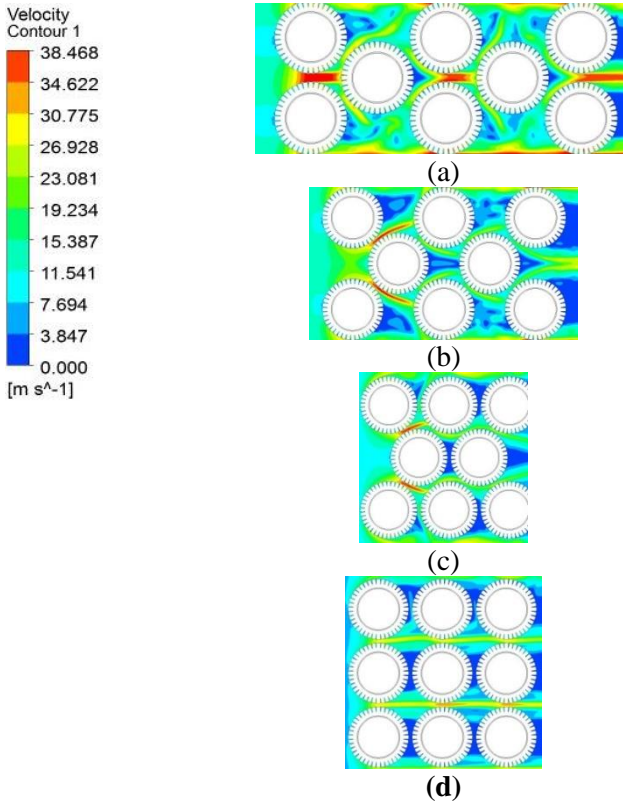 Velocity
Contour 1
38.468
34.622
30.775
26.928
23.081
19.234
15.387
11.541
7.694
3.847
0.000
[m s^-1]
(a)
(b)
(c)
(d)